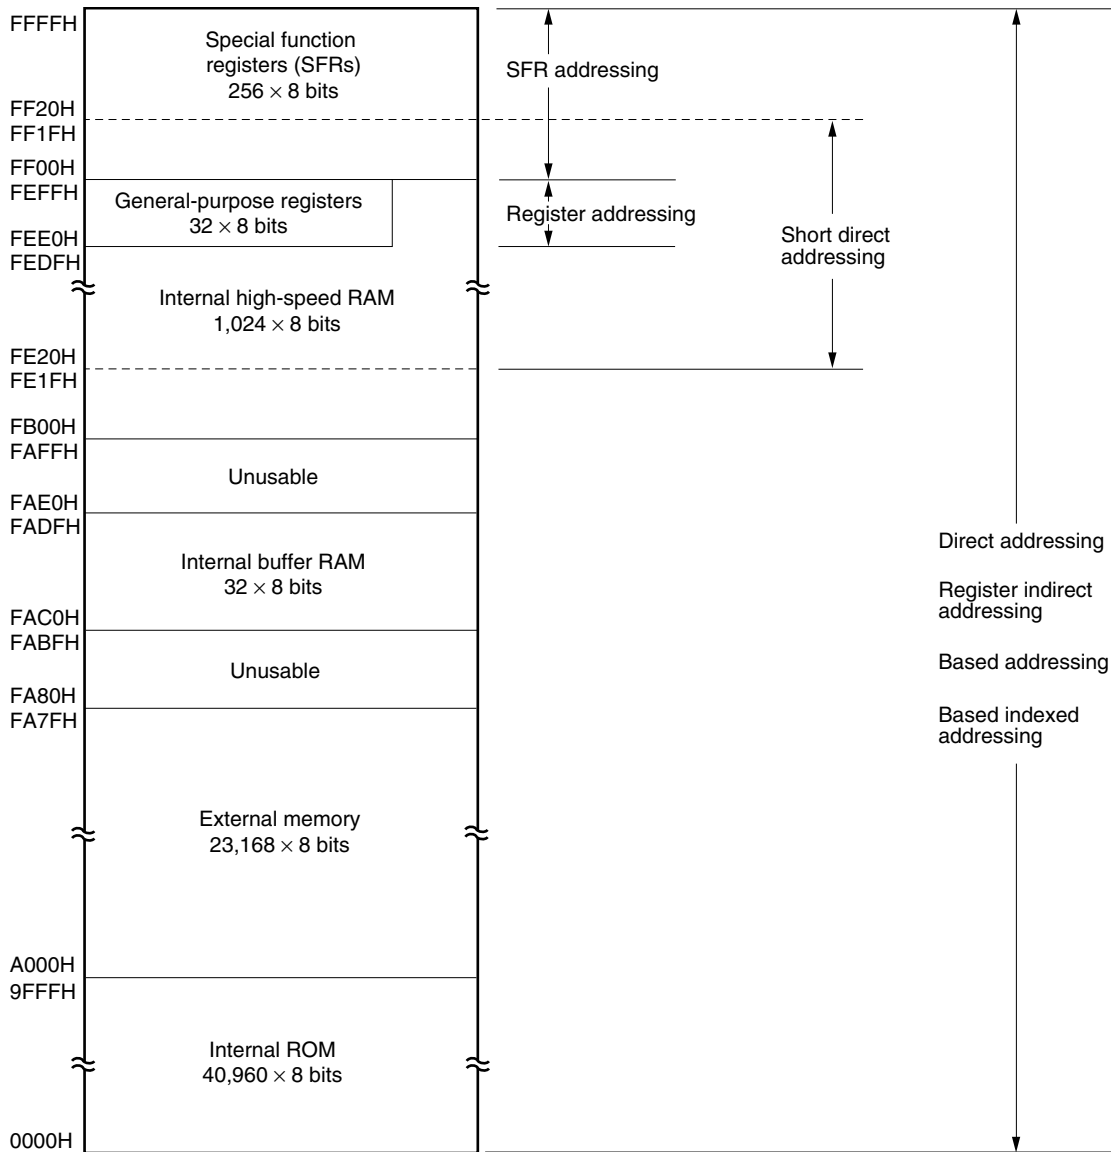 FFFFH
Special function
registers (SFRs)
256 × 8 bits
SFR addressing
FF20H
FF1FH
FF00H
FEFFH
General-purpose registers
32 × 8 bits
Register addressing
Short direct
addressing
FEE0H
FEDFH
Internal high-speed RAM
1,024 × 8 bits
FE20H
FE1FH
FB00H
FAFFH
Unusable
FAE0H
FADFH
Internal buffer RAM
32 × 8 bits
Direct addressing
Register indirect
addressing
Based addressing
Based indexed
addressing
FAC0H
FABFH
Unusable
FA80H
FA7FH
External memory
23,168 × 8 bits
A000H
9FFFH
Internal ROM
40,960 × 8 bits
0000H